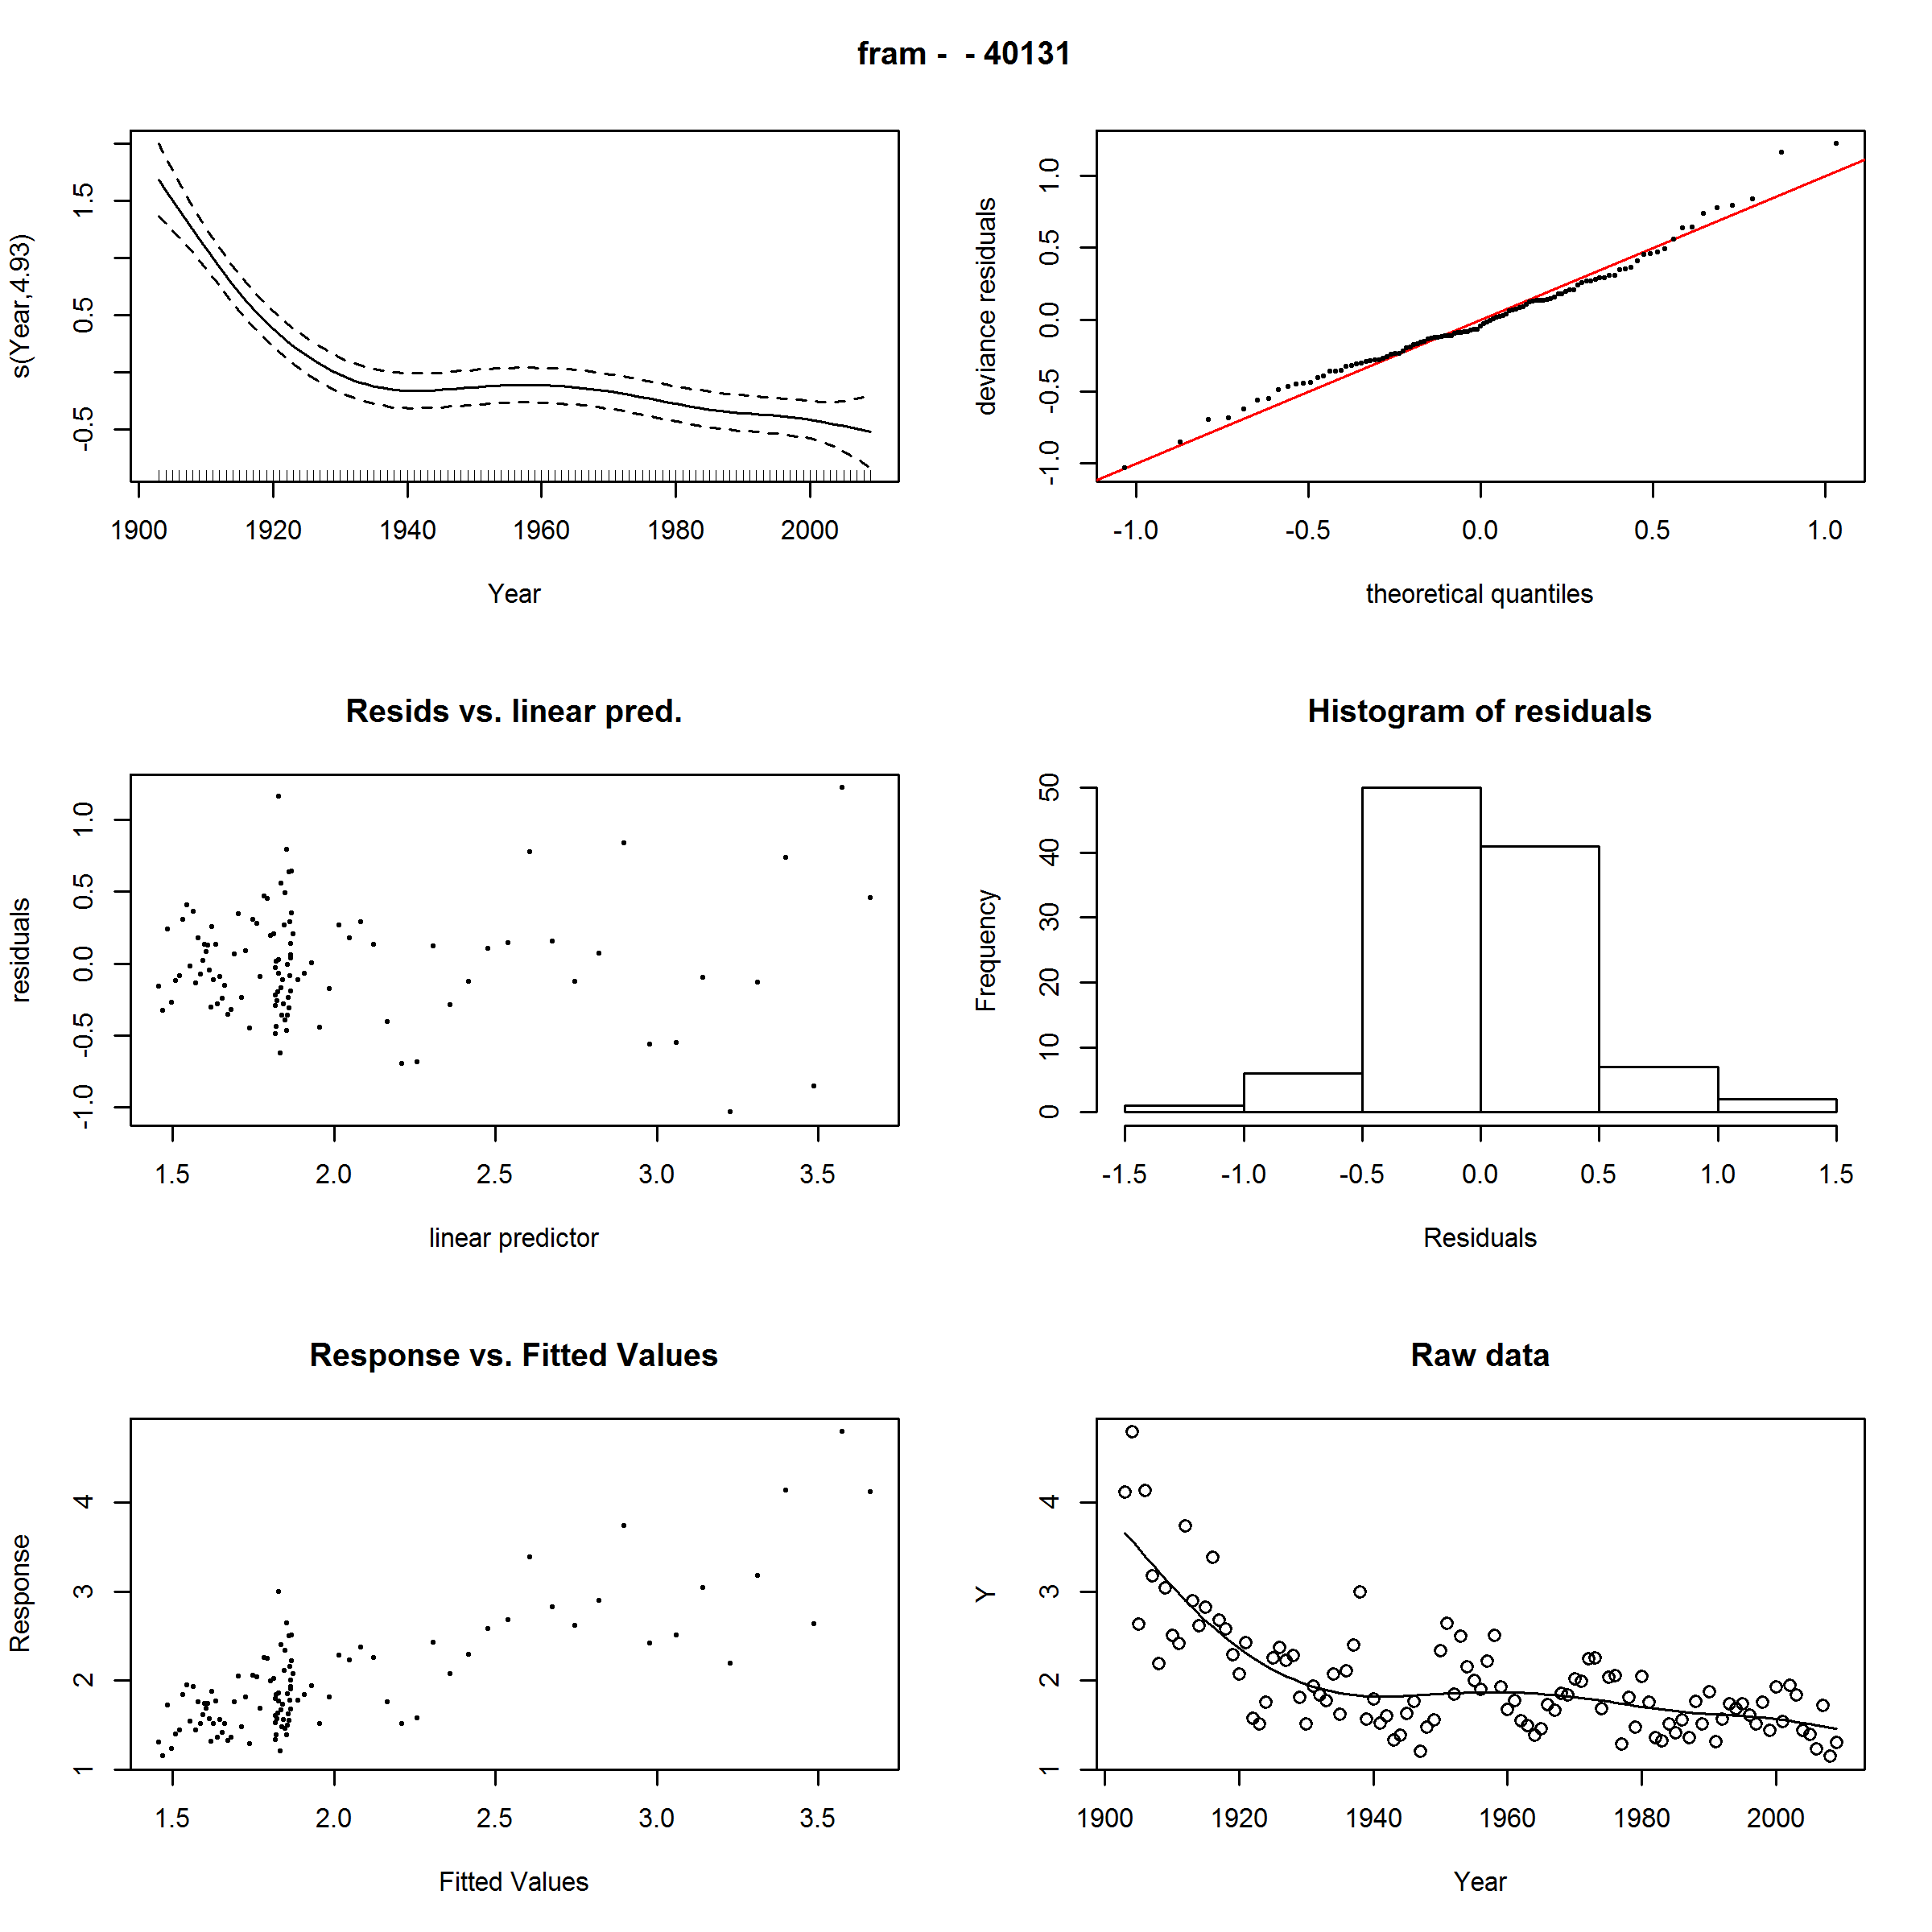 fram -  - 40131
s(Year,4.93)
-0.5 0.5 1.5
1900 1920 1940 1960 1980 2000
Year
deviance residuals
-1.0 -0.5 0.0 0.5 1.0
-1.0 -0.5 0.0 0.5 1.0
theoretical quantiles
Resids vs. linear pred.
residuals
-1.0 -0.5 0.0 0.5 1.0
1.5 2.0 2.5 3.0 3.5
linear predictor
Histogram of residuals
Frequency
0 10 20 30 40 50
-1.5 -1.0 -0.5 0.0 0.5 1.0 1.5
Residuals
Response vs. Fitted Values
Response
1 2 3 4
1.5 2.0 2.5 3.0 3.5
Fitted Values
Raw data
Y
1 2 3 4
1900 1920 1940 1960 1980 2000
Year